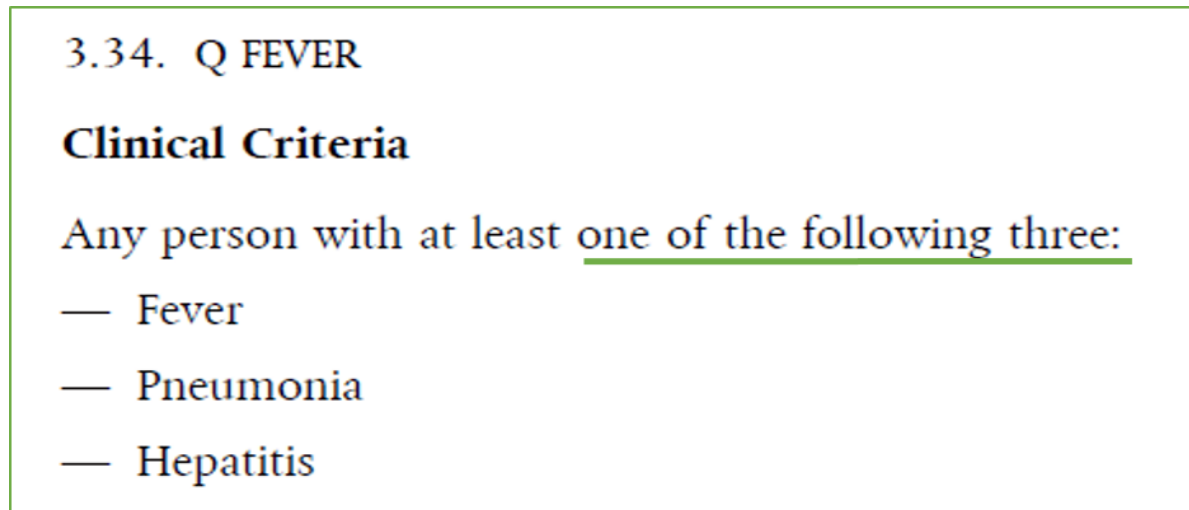 3.34. Q FEVER
Clinical Criteria
Any person with at least one of the following three:
— Fever
— Pneumonia
— Hepatitis